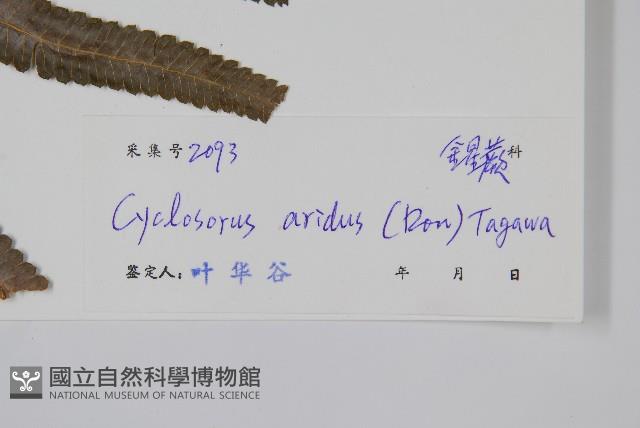 采集号 2093 金星蕨科
Cyclosorus aridus (Don) Tagawa
鉴定人：叶华谷 年 月 日
國立自然科學博物館
NATIONAL MUSEUM OF NATURAL SCIENCE